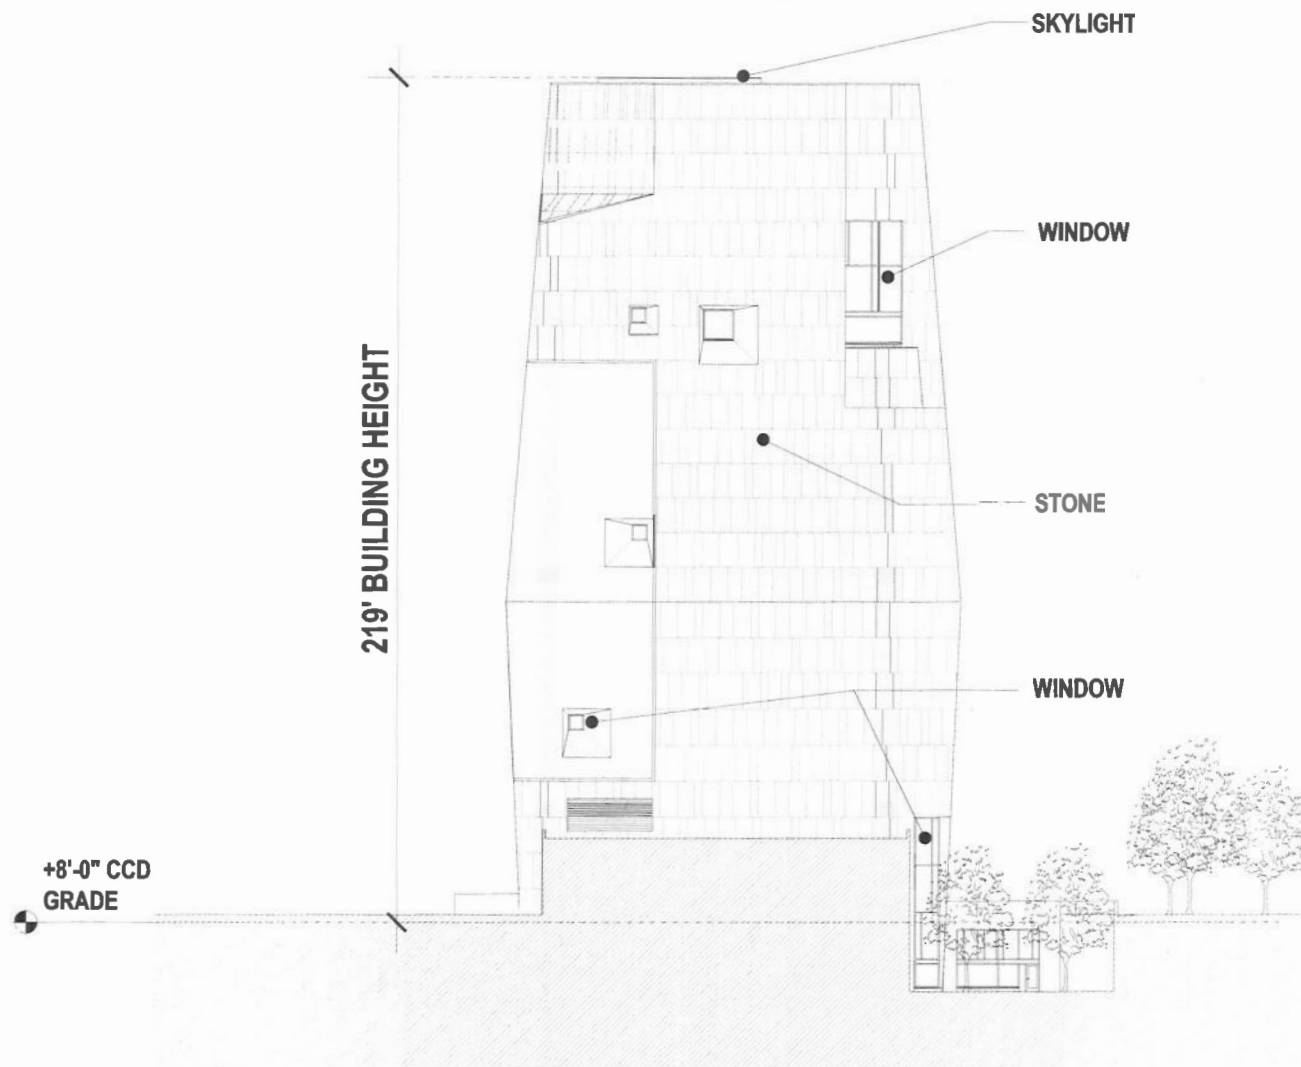 SKYLIGHT
WINDOW
219' BUILDING HEIGHT
STONE
WINDOW
+8'-0" CCD
GRADE